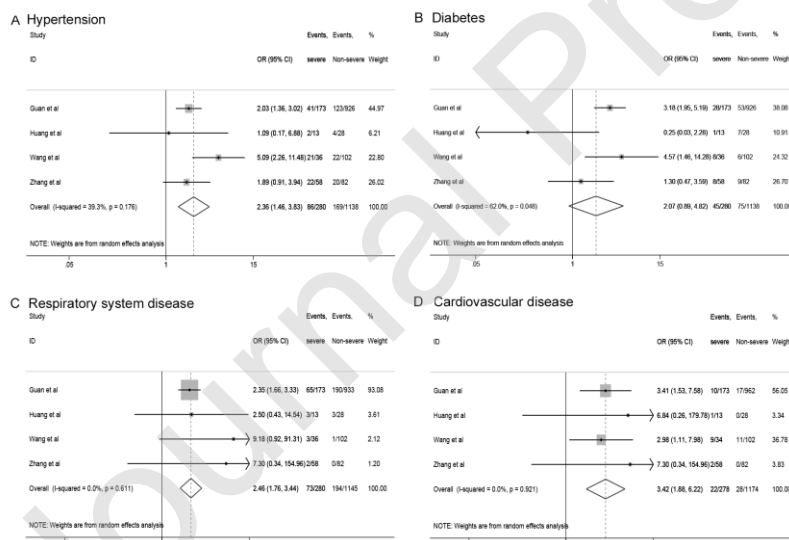 A Hypertension
Study Events, Events, %
ID OR (95% CI) severe Non-severe Weight
Guan et al 2.03 (1.36, 3.02) 41/173 123/926 44.97
Huang et al 1.09 (0.17, 6.88) 2/13 4/28 6.21
Wang et al 5.09 (2.26, 11.48) 21/36 22/102 22.80
Zhang et al 1.89 (0.91, 3.94) 22/58 20/82 26.02
Overall (I-squared = 39.3%, p = 0.176) 2.36 (1.46, 3.83) 86/280 169/1138 100.00
NOTE: Weights are from random effects analysis
.05 1 15
B Diabetes
Study Events, Events, %
ID OR (95% CI) severe Non-severe Weight
Guan et al 3.18 (1.95, 5.19) 28/173 53/926 38.08
Huang et al 0.25 (0.03, 2.28) 1/13 7/28 10.91
Wang et al 4.57 (1.46, 14.28) 8/36 6/102 24.32
Zhang et al 1.30 (0.47, 3.59) 8/58 9/82 26.70
Overall (I-squared = 62.0%, p = 0.048) 2.07 (0.89, 4.82) 45/280 75/1138 100.00
NOTE: Weights are from random effects analysis
.05 1 15
C Respiratory system disease
Study Events, Events, %
ID OR (95% CI) severe Non-severe Weight
Guan et al 2.35 (1.66, 3.33) 65/173 190/933 93.08
Huang et al 2.50 (0.43, 14.54) 3/13 3/28 3.61
Wang et al 9.18 (0.92, 91.31) 3/36 1/102 2.12
Zhang et al 7.30 (0.34, 154.96) 2/58 0/82 1.20
Overall (I-squared = 0.0%, p = 0.611) 2.46 (1.76, 3.44) 73/280 194/1145 100.00
NOTE: Weights are from random effects analysis
D Cardiovascular disease
Study Events, Events, %
ID OR (95% CI) severe Non-severe Weight
Guan et al 3.41 (1.53, 7.58) 10/173 17/962 56.05
Huang et al 6.84 (0.26, 179.78) 1/13 0/28 3.34
Wang et al 2.98 (1.11, 7.98) 9/34 11/102 36.78
Zhang et al 7.30 (0.34, 154.96) 2/58 0/82 3.83
Overall (I-squared = 0.0%, p = 0.921) 3.42 (1.88, 6.22) 22/278 28/1174 100.00
NOTE: Weights are from random effects analysis
Journal Pre